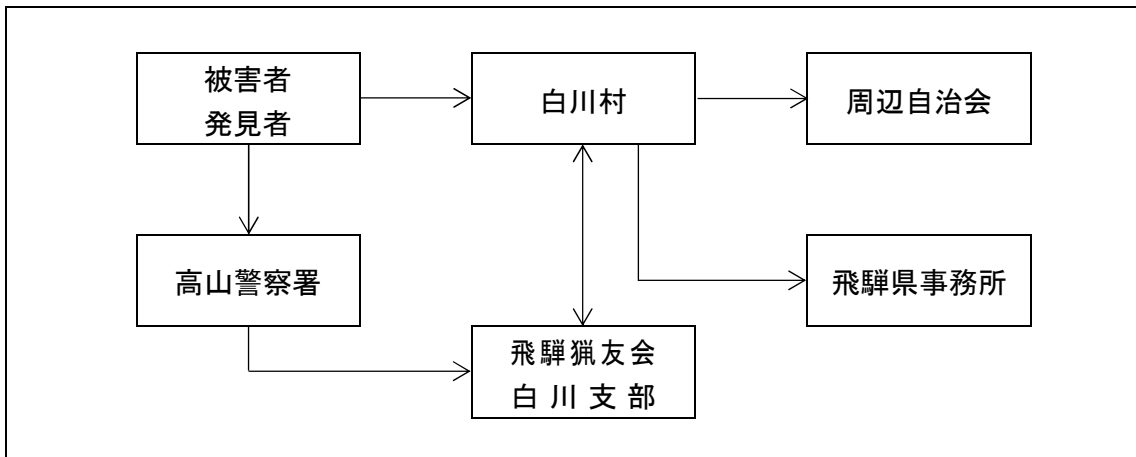 被害者
発見者
白川村
周辺自治会
高山警察署
飛騨県事務所
飛騨猟友会
白川支部